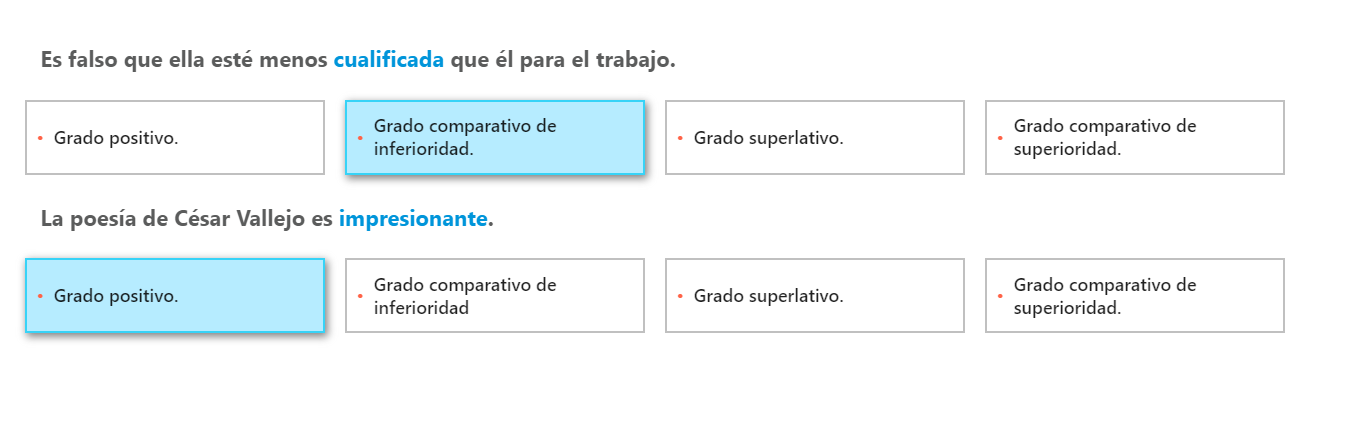 Es falso que ella esté menos cualificada que él para el trabajo.
• Grado positivo.
• Grado comparativo de
inferioridad.
• Grado superlativo.
• Grado comparativo de
superioridad.
La poesía de César Vallejo es impresionante.
• Grado positivo.
• Grado comparativo de
inferioridad
• Grado superlativo.
• Grado comparativo de
superioridad.